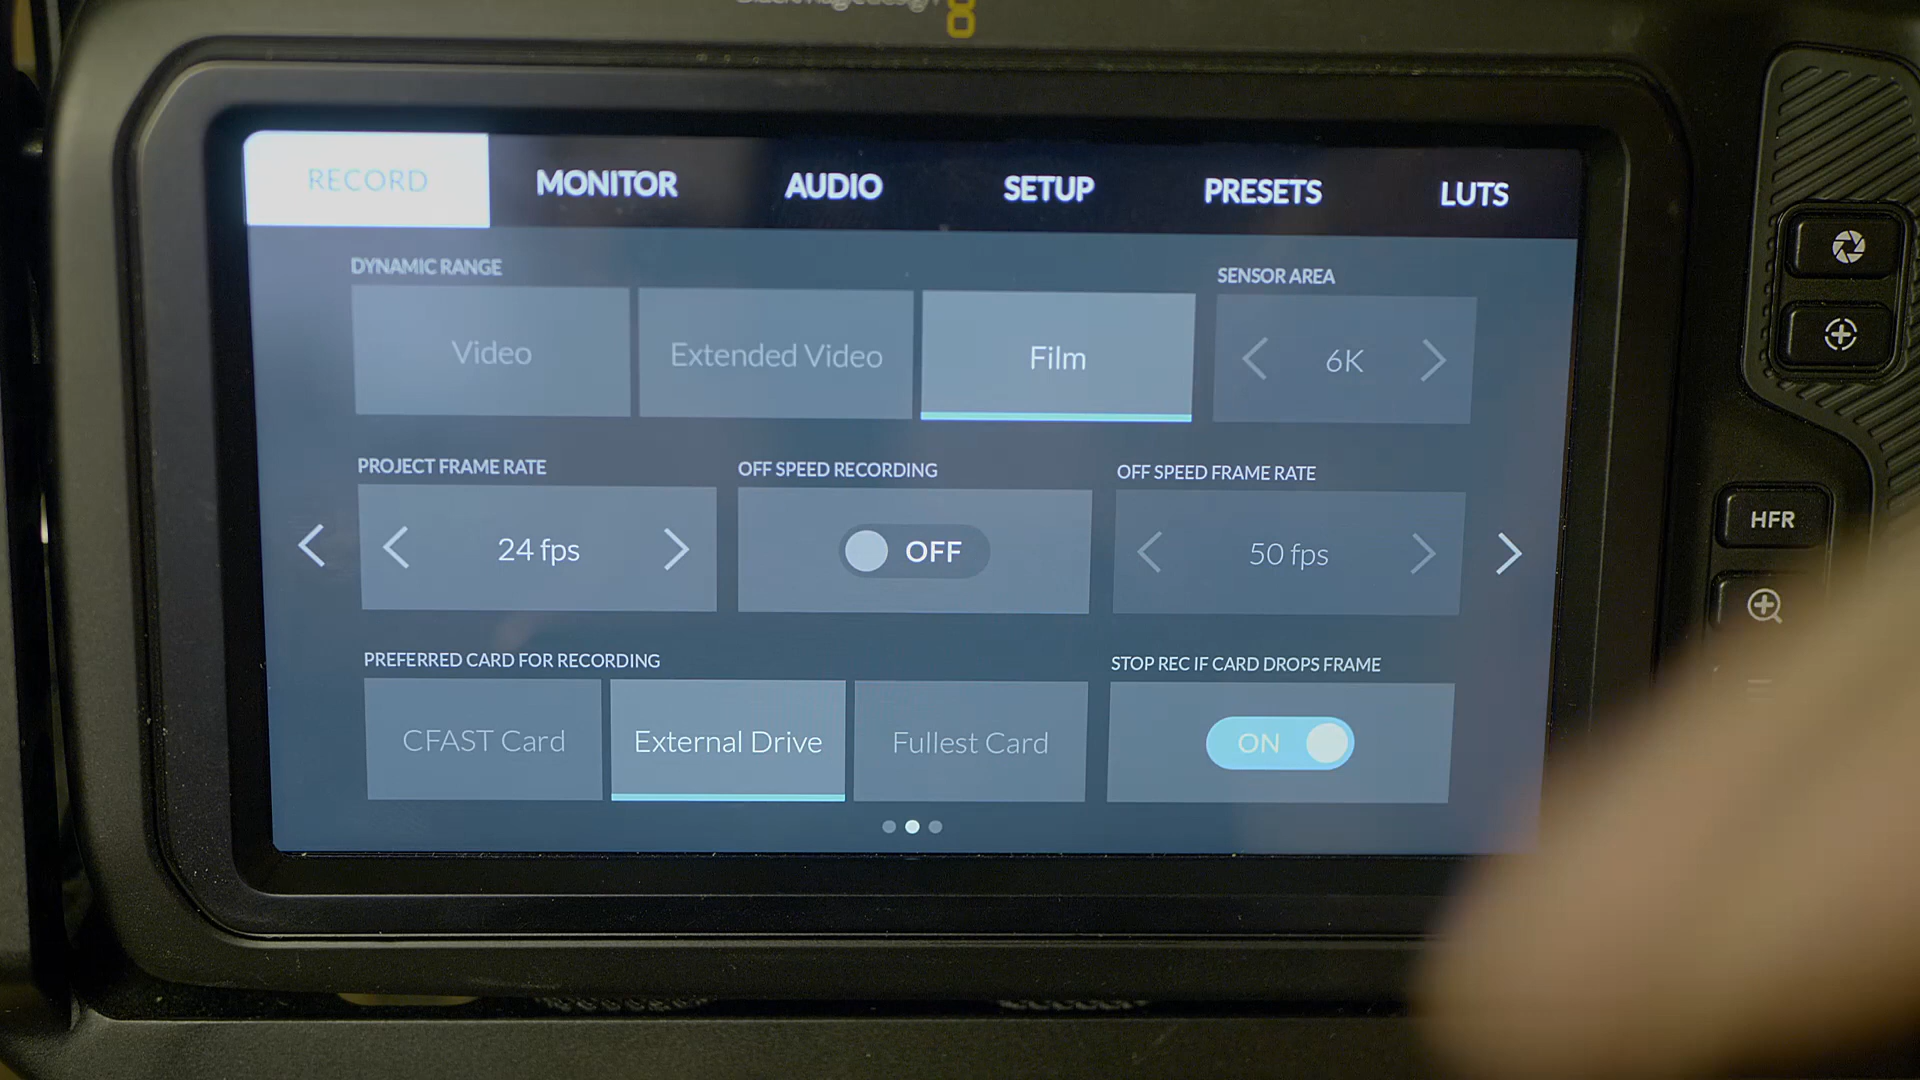 RECORD MONITOR AUDIO SETUP PRESETS LUTS
DYNAMIC RANGE SENSOR AREA
Video Extended Video Film 6K
PROJECT FRAME RATE OFF SPEED RECORDING OFF SPEED FRAME RATE
24 fps OFF 50 fps
HFR
PREFERRED CARD FOR RECORDING STOP REC IF CARD DROPS FRAME
CFAST Card External Drive Fullest Card ON